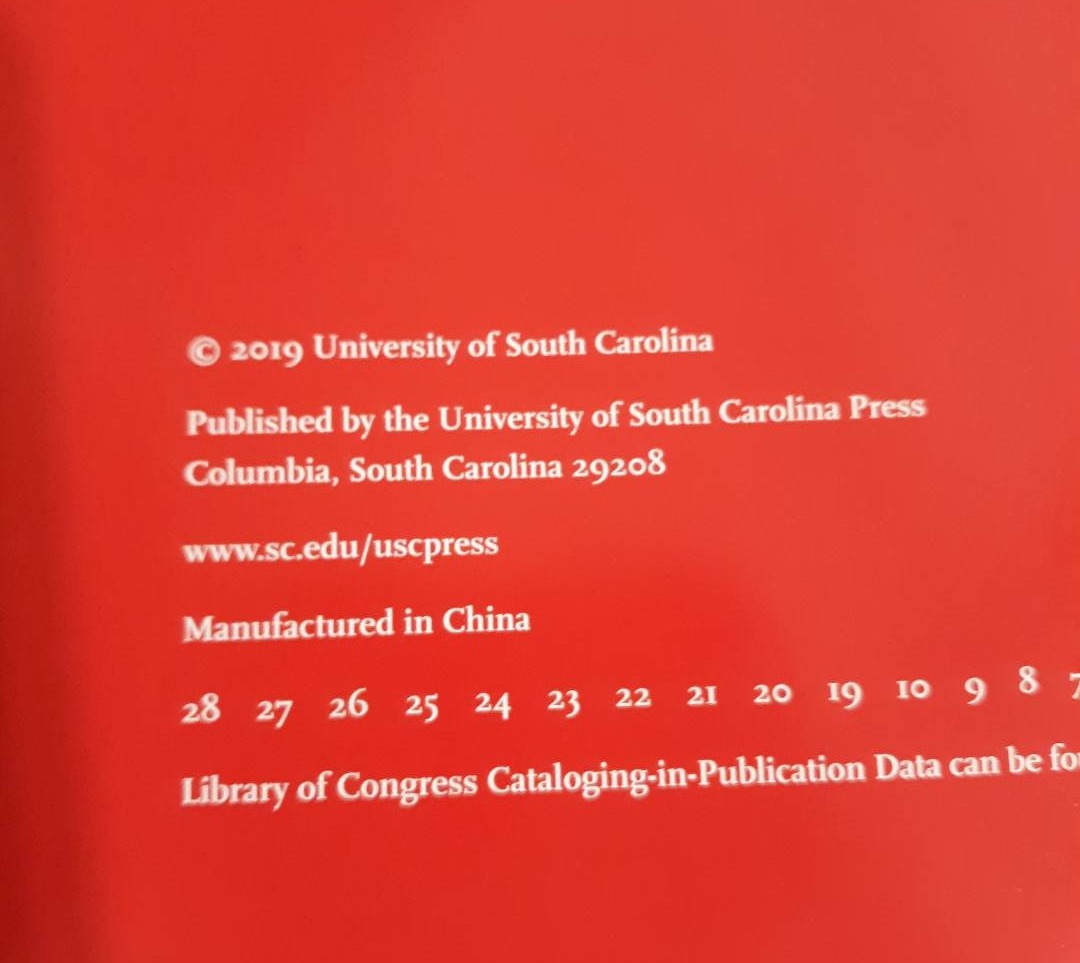 © 2019 University of South Carolina
Published by the University of South Carolina Press
Columbia, South Carolina 29208
www.sc.edu/uscpress
Manufactured in China
28 27 26 25 24 23 22 21 20 19 10 9 8 7
Library of Congress Cataloging-in-Publication Data can be